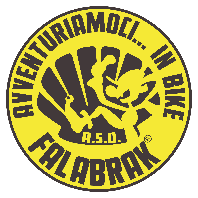 AVVENTURIAMOCI... IN BIKE
A.S.D.
FALABRAK